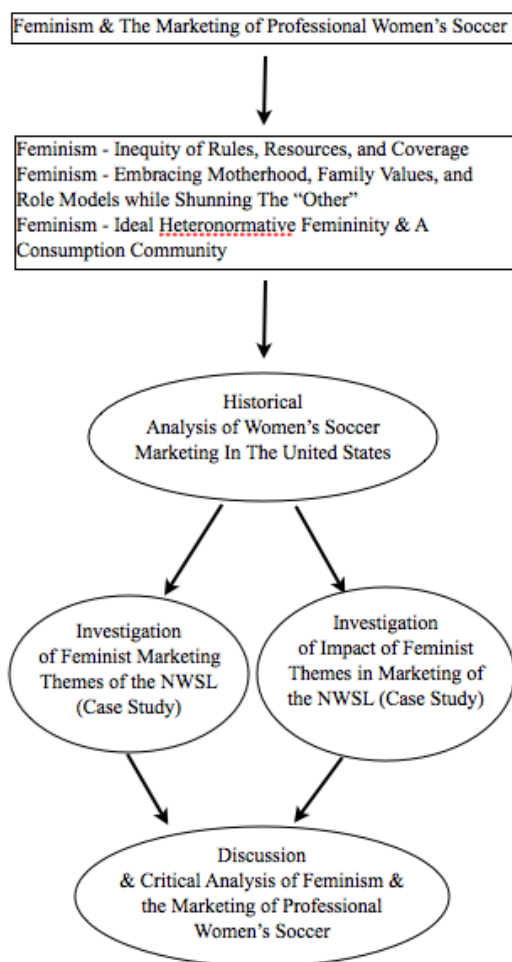 Feminism & The Marketing of Professional Women's Soccer
Feminism - Inequity of Rules, Resources, and Coverage
Feminism - Embracing Motherhood, Family Values, and
Role Models while Shunning The “Other”
Feminism - Ideal Heteronormative Femininity & A
Consumption Community
Historical
Analysis of Women's Soccer
Marketing In The United States
Investigation
of Feminist Marketing
Themes of the NWSL
(Case Study)
Investigation
of Impact of Feminist
Themes in Marketing of
the NWSL (Case Study)
Discussion
& Critical Analysis of Feminism &
the Marketing of Professional
Women's Soccer